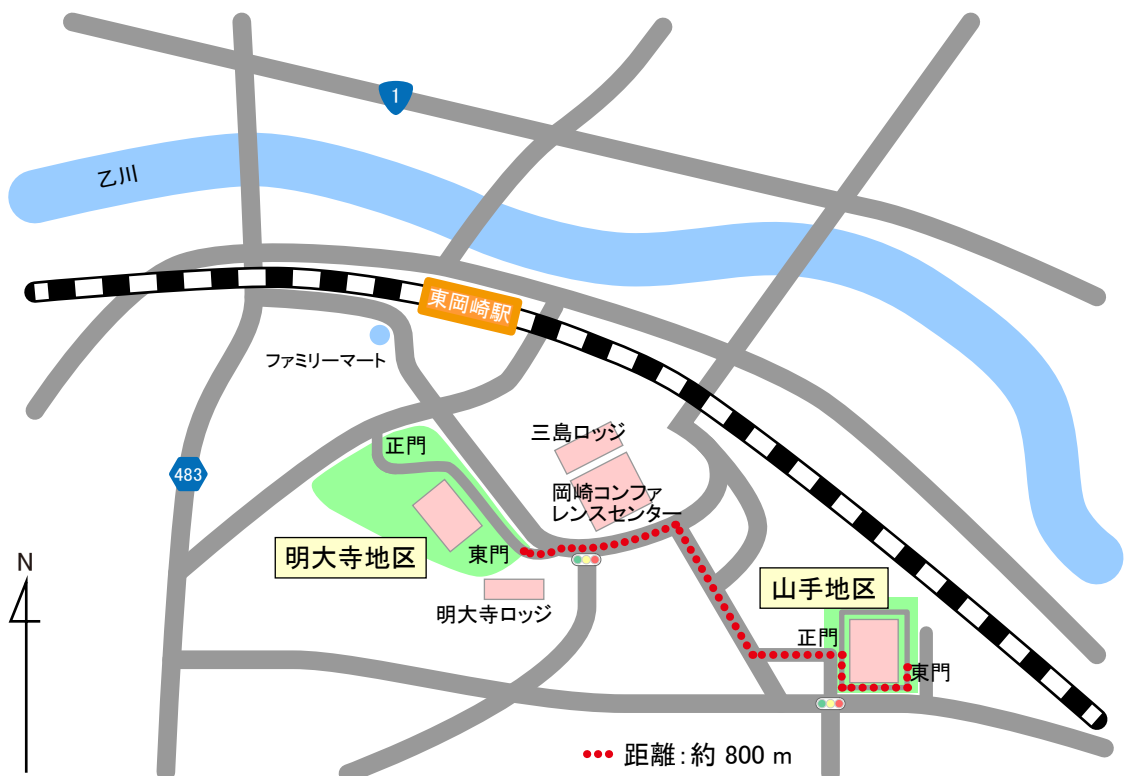 1
乙川
東岡崎駅
ファミリーマート
三島ロッジ
正門
483
岡崎コンファ
レンスセンター
明大寺地区
東門
N
明大寺ロッジ
山手地区
正門
東門
距離:約 800 m